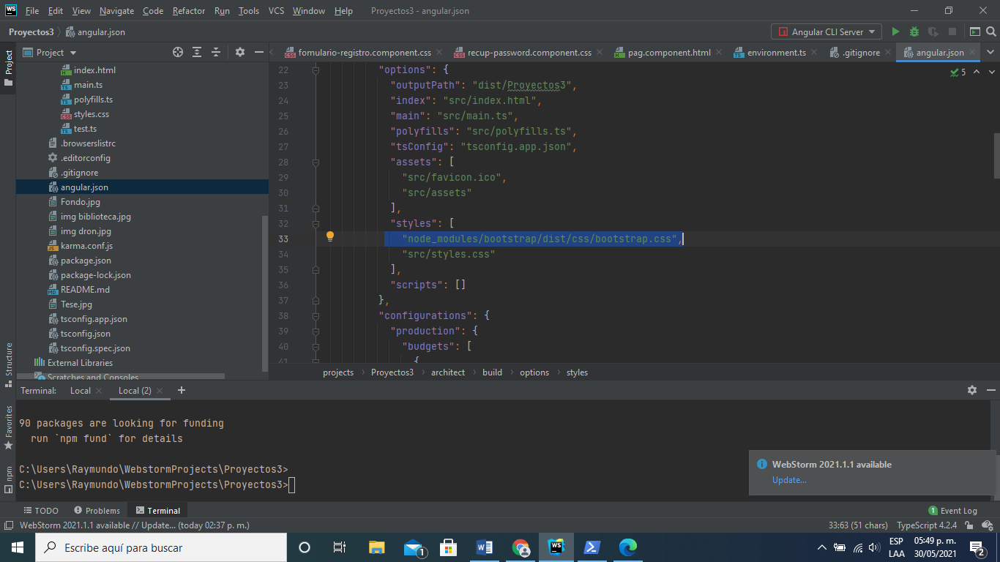 WS File Edit View Navigate Code Refactor Run Tools VCS Window Help Proyectos3 - angular.json
Proyectos3 angular.json Angular CLI Server
Project
Project
fomulario-registro.component.css recup-password.component.css pag.component.html environment.ts .gitignore angular.json
index.html
main.ts
polyfills.ts
styles.css
test.ts
.browserslistrc
.editorconfig
.gitignore
angular.json
Fondo.jpg
img biblioteca.jpg
img dron.jpg
karma.conf.js
package.json
package-lock.json
README.md
Tese.jpg
tsconfig.app.json
tsconfig.json
tsconfig.spec.json
External Libraries
Scratches and Consoles
5
22 "options": {
23 "outputPath": "dist/Proyectos3",
24 "index": "src/index.html",
25 "main": "src/main.ts",
26 "polyfills": "src/polyfills.ts",
27 "tsConfig": "tsconfig.app.json",
28 "assets": [
29 "src/favicon.ico",
30 "src/assets"
31 ],
32 "styles": [
33 "node_modules/bootstrap/dist/css/bootstrap.css",
34 "src/styles.css"
35 ],
36 "scripts": []
37 },
38 "configurations": {
39 "production": {
40 "budgets": [
41 {
projects Proyectos3 architect build options styles
Structure
Favorites
npm
Terminal: Local Local (2)
90 packages are looking for funding
run `npm fund` for details
C:\Users\Raymundo\WebstormProjects\Proyectos3>
C:\Users\Raymundo\WebstormProjects\Proyectos3>
WebStorm 2021.1.1 available
Update...
TODO Problems Terminal 1 Event Log
WebStorm 2021.1.1 available // Update... (today 02:37 p. m.) 33:63 (51 chars) TypeScript 4.2.4
Escribe aquí para buscar
1
WS
ESP
LAA
05:49 p. m.
30/05/2021
2